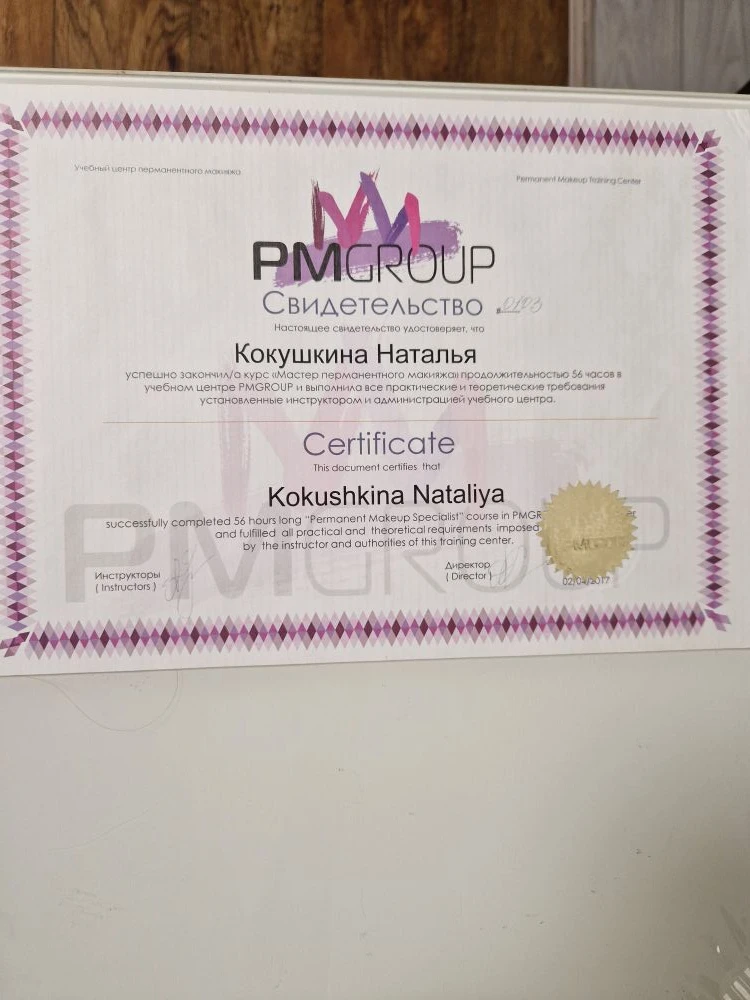 Учебный центр перманентного макияжа
Permanent Makeup Training Center
PMGROUP
Свидетельство
Настоящее свидетельство удостоверяет, что
Кокушкина Наталья
успешно закончил/а курс «Мастер перманентного макияжа» продолжительностью 56 часов в
учебном центре PMGROUP и выполнила все практические и теоретические требования
установленные инструктором и администрацией учебного центра.
Certificate
This document certifies that
Kokushkina Nataliya
successfully completed 56 hours long "Permanent Makeup Specialist" course in PMGR
and fulfilled all practical and theoretical requirements imposed
by the instructor and authorities of this training center.
PMGROUP
Инструкторы
( Instructors )
Директор
( Director )
02/04/2017